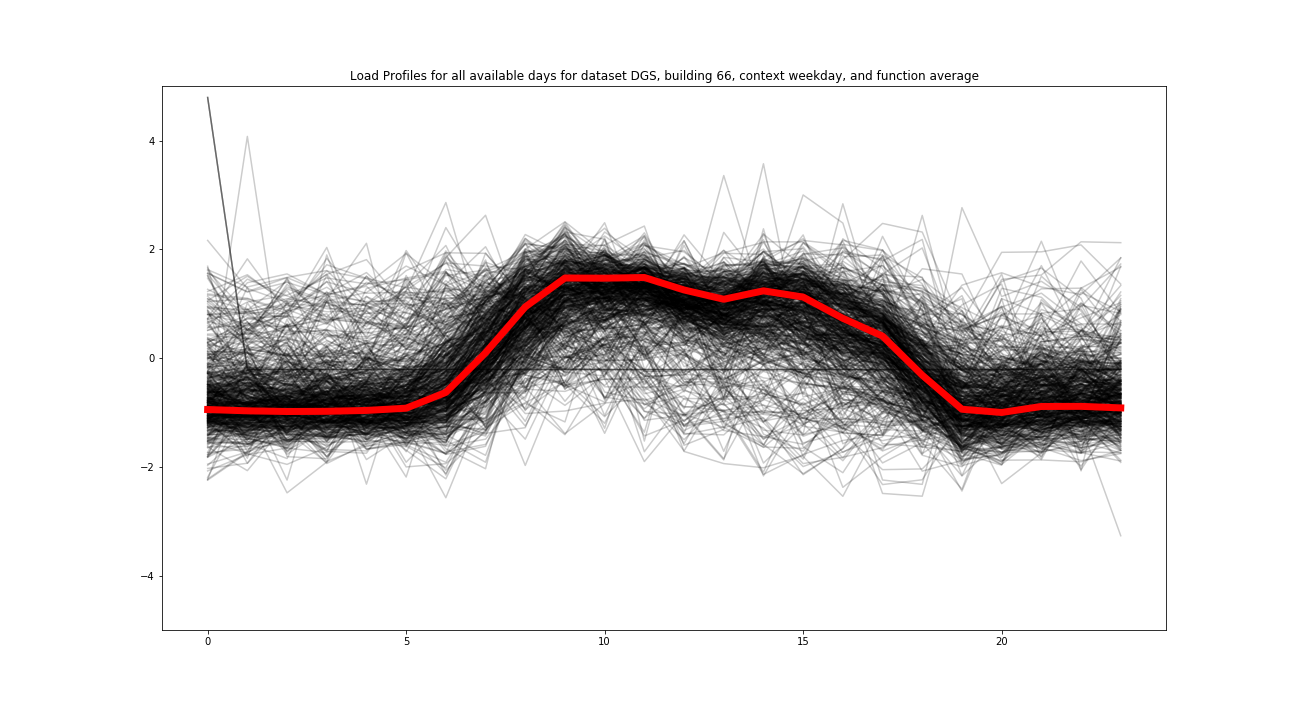 Load Profiles for all available days for dataset DGS, building 66, context weekday, and function average
4
2
0
−2
−4
0 5 10 15 20